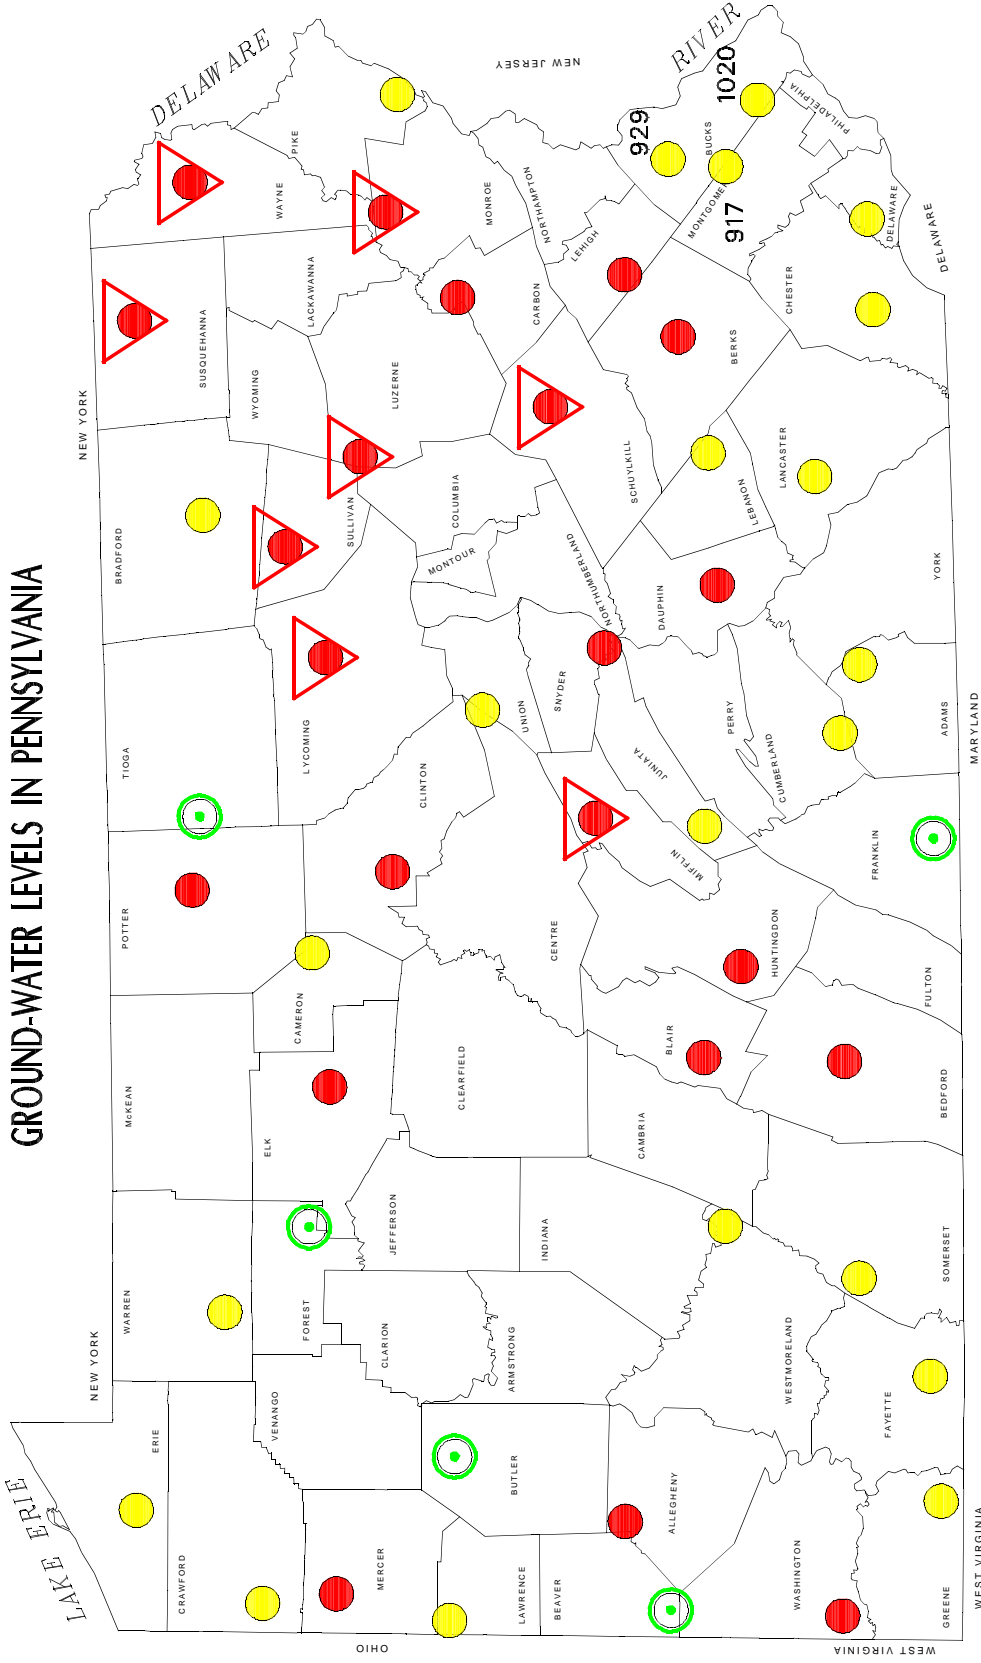 GROUND-WATER LEVELS IN PENNSYLVANIA
LAKE ERIE
NEW YORK
NEW YORK
DELAWARE
RIVER
NEW JERSEY
DELAWARE
MARYLAND
WEST VIRGINIA
WEST VIRGINIA
OHIO
ERIE
CRAWFORD
WARREN
McKEAN
POTTER
TIOGA
BRADFORD
SUSQUEHANNA
WAYNE
PIKE
WYOMING
LACKAWANNA
SULLIVAN
LUZERNE
MONROE
LYCOMING
CAMERON
ELK
FOREST
VENANGO
MERCER
CLARION
JEFFERSON
CLEARFIELD
CLINTON
CENTRE
UNION
MONTOUR
COLUMBIA
CARBON
NORTHAMPTON
LEHIGH
SCHUYLKILL
NORTHUMBERLAND
SNYDER
BUTLER
ARMSTRONG
INDIANA
LAWRENCE
BEAVER
ALLEGHENY
CAMBRIA
BLAIR
HUNTINGDON
MIFFLIN
JUNIATA
PERRY
DAUPHIN
LEBANON
BERKS
BUCKS
MONTGOMER
929
1020
917
PHILADELPHIA
DELAWARE
CHESTER
LANCASTER
CUMBERLAND
YORK
ADAMS
FRANKLIN
FULTON
BEDFORD
SOMERSET
WESTMORELAND
FAYETTE
WASHINGTON
GREENE